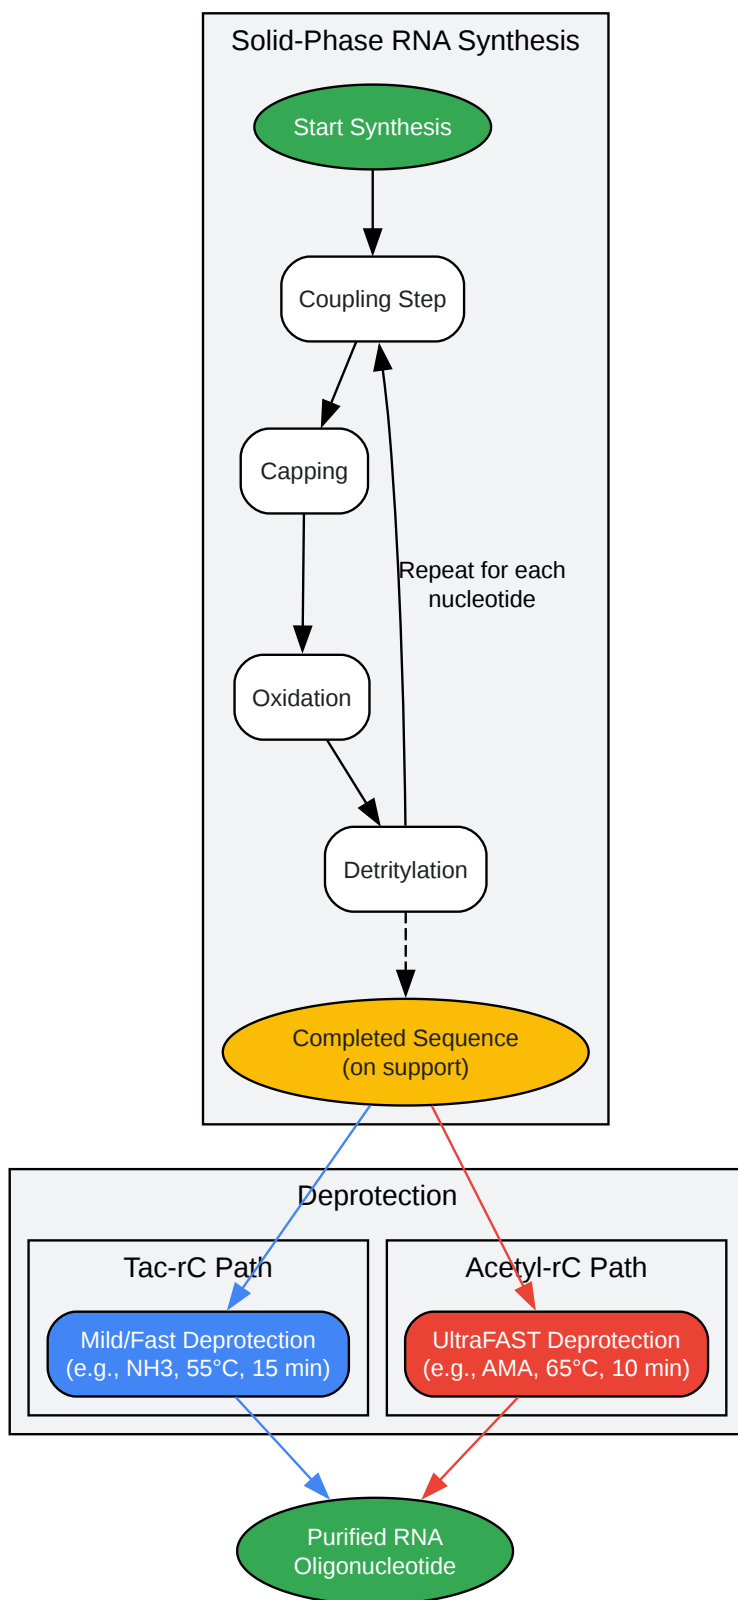 Solid-Phase RNA Synthesis
Start Synthesis
Coupling Step
Capping
Repeat for each
nucleotide
Oxidation
Detritylation
Completed Sequence
(on support)
Deprotection
Tac-rC Path
Mild/Fast Deprotection
(e.g., NH3, 55°C, 15 min)
Acetyl-rC Path
UltraFAST Deprotection
(e.g., AMA, 65°C, 10 min)
Purified RNA
Oligonucleotide